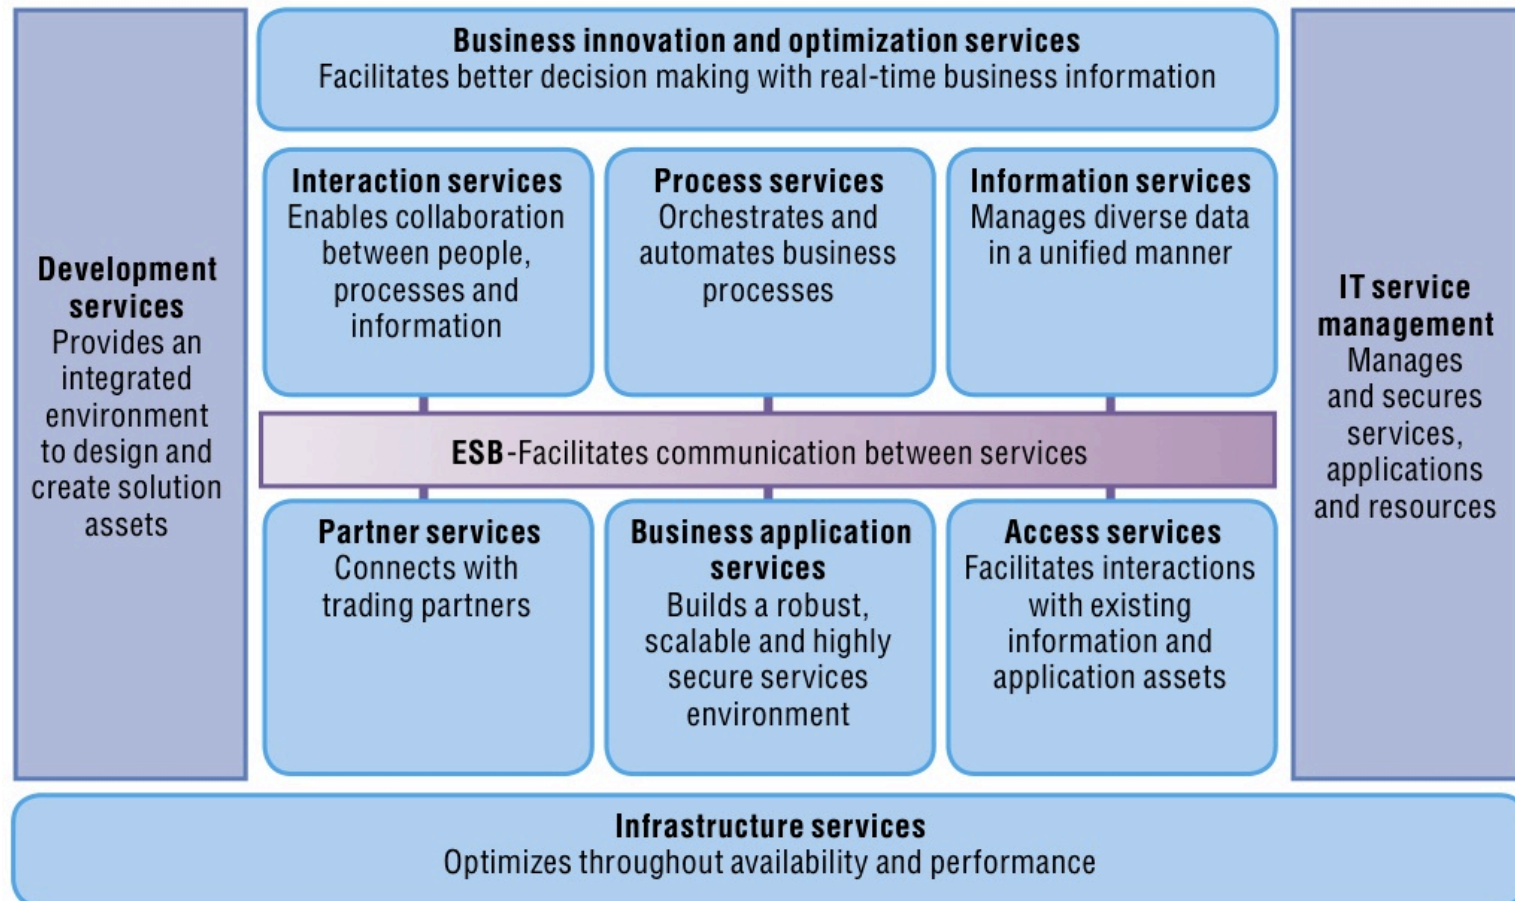 Business innovation and optimization services
Facilitates better decision making with real-time business information
Development
services
Provides an
integrated
environment
to design and
create solution
assets
Interaction services
Enables collaboration
between people,
processes and
information
Process services
Orchestrates and
automates business
processes
Information services
Manages diverse data
in a unified manner
IT service
management
Manages
and secures
services,
applications
and resources
ESB-Facilitates communication between services
Partner services
Connects with
trading partners
Business application
services
Builds a robust,
scalable and highly
secure services
environment
Access services
Facilitates interactions
with existing
information and
application assets
Infrastructure services
Optimizes throughout availability and performance